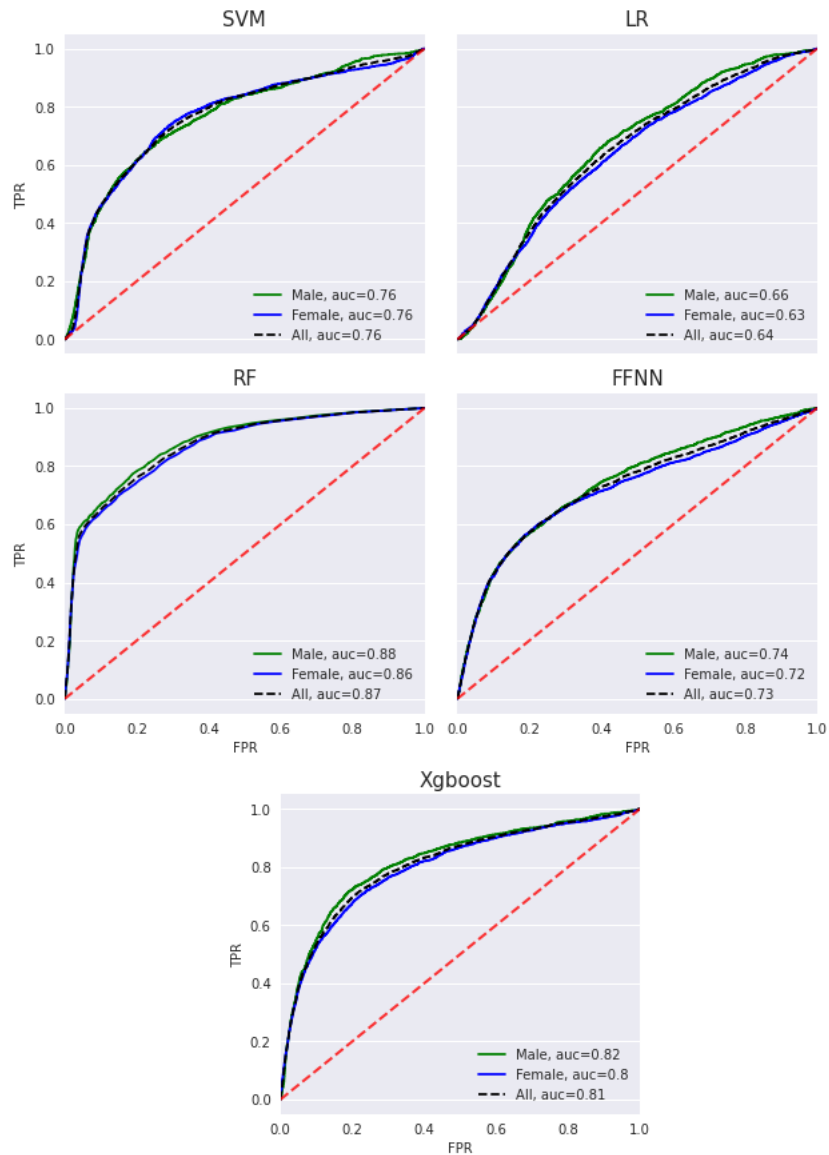 SVM
LR
1.0
0.8
0.6
0.4
0.2
0.0
TPR
Male, auc=0.76
Female, auc=0.76
All, auc=0.76
Male, auc=0.66
Female, auc=0.63
All, auc=0.64
RF
FFNN
1.0
0.8
0.6
0.4
0.2
0.0
TPR
Male, auc=0.88
Female, auc=0.86
All, auc=0.87
0.0 0.2 0.4 0.6 0.8 1.0
FPR
Male, auc=0.74
Female, auc=0.72
All, auc=0.73
0.0 0.2 0.4 0.6 0.8 1.0
FPR
Xgboost
1.0
0.8
0.6
0.4
0.2
0.0
TPR
Male, auc=0.82
Female, auc=0.8
All, auc=0.81
0.0 0.2 0.4 0.6 0.8 1.0
FPR